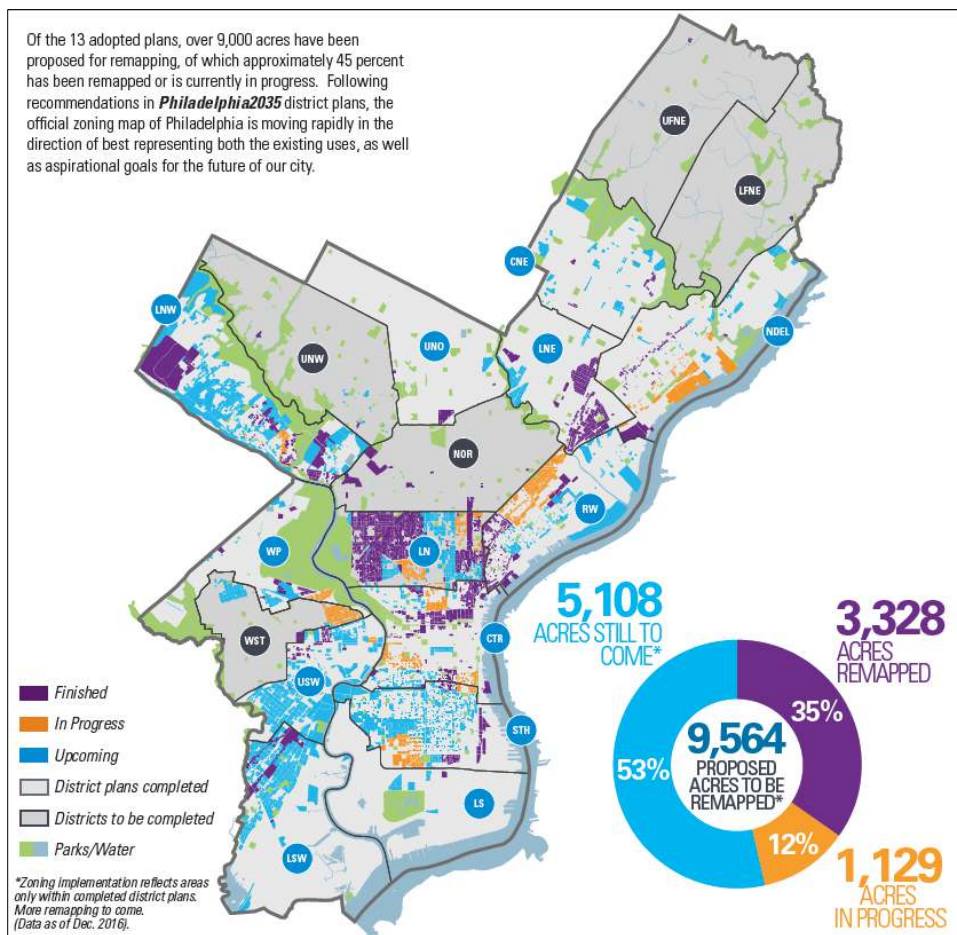 Of the 13 adopted plans, over 9,000 acres have been
proposed for remapping, of which approximately 45 percent
has been remapped or is currently in progress. Following
recommendations in Philadelphia2035 district plans, the
official zoning map of Philadelphia is moving rapidly in the
direction of best representing both the existing uses, as well
as aspirational goals for the future of our city.
UFNE
LFNE
CNE
LNW
NDEL
UNO
LNE
UNW
NOR
RW
WP
LN
CTR
WST
USW
STH
LS
LSW
5,108
ACRES STILL TO
COME*
3,328
ACRES
REMAPPED
35%
53%
9,564
PROPOSED
ACRES TO BE
REMAPPED*
12%
1,129
ACRES
IN PROGRESS
Finished
In Progress
Upcoming
District plans completed
Districts to be completed
Parks/Water
*Zoning implementation reflects areas
only within completed district plans.
More remapping to come.
(Data as of Dec. 2016).